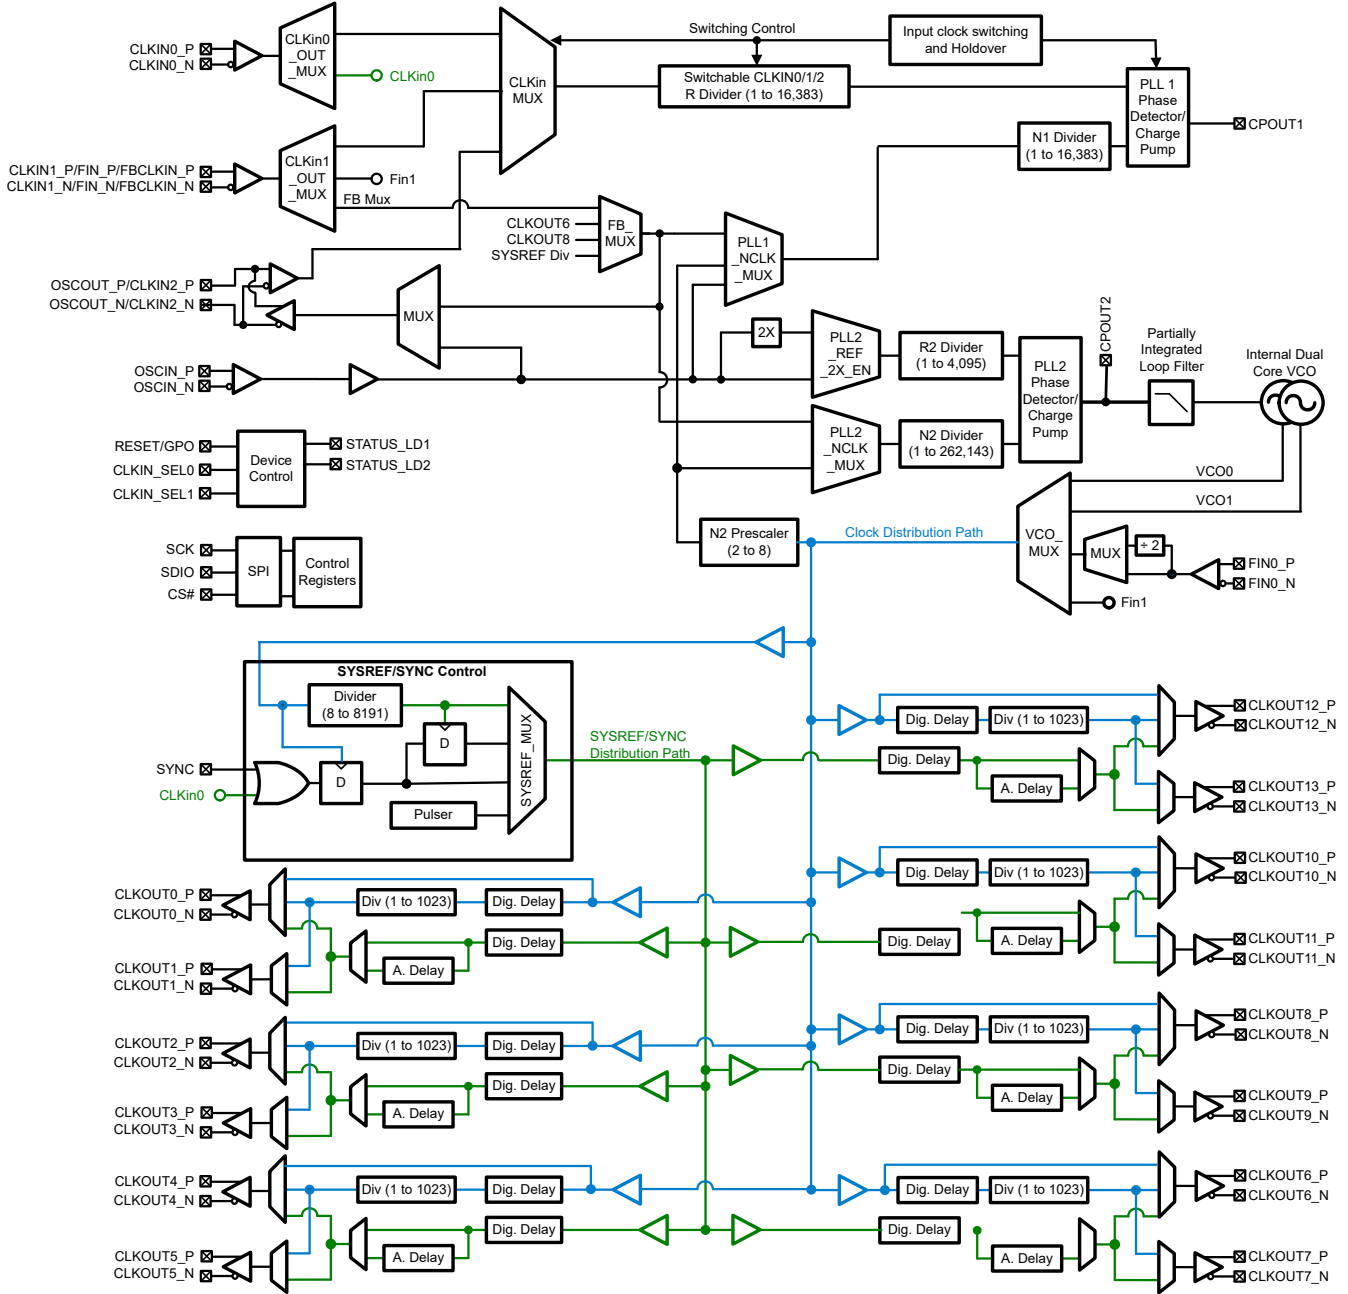 Switching Control
Input clock switching
and Holdover
CLKIN0_P
CLKIN0_N
CLKin0
_OUT
_MUX
CLKin0
CLKin
MUX
Switchable CLKIN0/1/2
R Divider (1 to 16,383)
PLL 1
Phase
Detector/
Charge
Pump
CPOUT1
N1 Divider
(1 to 16,383)
CLKIN1_P/FIN_P/FBCLKIN_P
CLKIN1_N/FIN_N/FBCLKIN_N
CLKin1
_OUT
_MUX
Fin1
FB Mux
CLKOUT6
CLKOUT8
SYSREF Div
FB_
MUX
PLL1
_NCLK
_MUX
OSCOUT_P/CLKIN2_P
OSCOUT_N/CLKIN2_N
MUX
2X
PLL2
_REF
_2X_EN
R2 Divider
(1 to 4,095)
PLL2
Phase
Detector/
Charge
Pump
CPOUT2
Partially
Integrated
Loop Filter
Internal Dual
Core VCO
OSCIN_P
OSCIN_N
PLL2
_NCLK
_MUX
N2 Divider
(1 to 262,143)
RESET/GPO
CLKIN_SEL0
CLKIN_SEL1
Device
Control
STATUS_LD1
STATUS_LD2
VCO0
VCO1
N2 Prescaler
(2 to 8)
Clock Distribution Path
VCO_
MUX
MUX
÷ 2
FIN0_P
FIN0_N
Fin1
SCK
SDIO
CS#
SPI
Control
Registers
SYSREF/SYNC Control
Divider
(8 to 8191)
D
D
SYSREF_MUX
Pulser
SYNC
CLKin0
SYSREF/SYNC
Distribution Path
Dig. Delay
Div (1 to 1023)
Dig. Delay
A. Delay
CLKOUT12_P
CLKOUT12_N
CLKOUT13_P
CLKOUT13_N
Dig. Delay
Div (1 to 1023)
Dig. Delay
A. Delay
CLKOUT10_P
CLKOUT10_N
CLKOUT11_P
CLKOUT11_N
CLKOUT0_P
CLKOUT0_N
CLKOUT1_P
CLKOUT1_N
Div (1 to 1023)
Dig. Delay
Dig. Delay
A. Delay
Dig. Delay
Div (1 to 1023)
Dig. Delay
A. Delay
CLKOUT8_P
CLKOUT8_N
CLKOUT9_P
CLKOUT9_N
CLKOUT2_P
CLKOUT2_N
CLKOUT3_P
CLKOUT3_N
Div (1 to 1023)
Dig. Delay
Dig. Delay
A. Delay
CLKOUT4_P
CLKOUT4_N
CLKOUT5_P
CLKOUT5_N
Div (1 to 1023)
Dig. Delay
Dig. Delay
A. Delay
Dig. Delay
Div (1 to 1023)
Dig. Delay
A. Delay
CLKOUT6_P
CLKOUT6_N
CLKOUT7_P
CLKOUT7_N